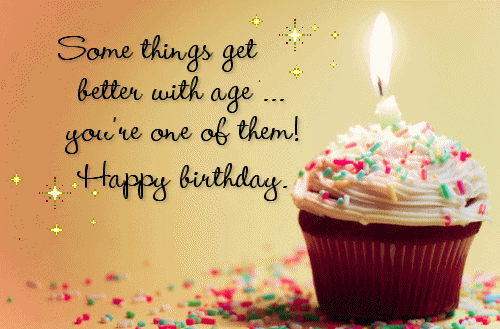 Some things get
better with age ...
you're one of them!
Happy birthday.